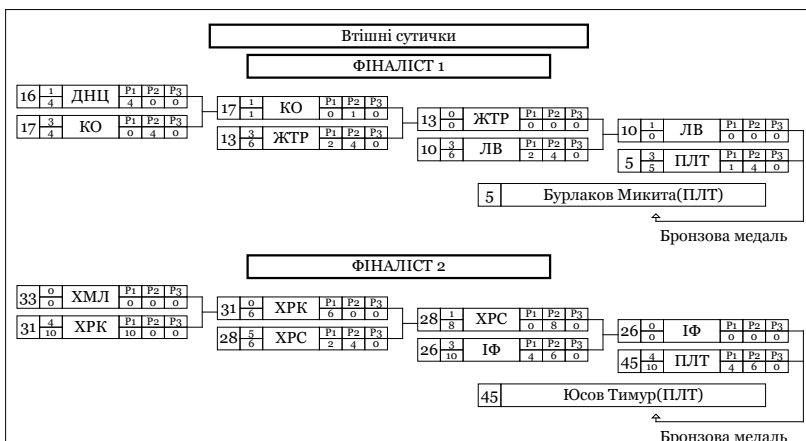 Втішні сутички
ФІНАЛІСТ 1
16 1 4 ДНЦ P1 P2 P3 4 0 0
17 3 4 КО P1 P2 P3 0 4 0
17 1 1 КО P1 P2 P3 0 1 0
13 3 6 ЖТР P1 P2 P3 2 4 0
13 0 0 ЖТР P1 P2 P3 0 0 0
10 3 6 ЛВ P1 P2 P3 2 4 0
10 1 0 ЛВ P1 P2 P3 0 0 0
5 3 5 ПЛТ P1 P2 P3 1 4 0
5 Бурлаков Микита(ПЛТ)
Бронзова медаль
ФІНАЛІСТ 2
33 0 0 ХМЛ P1 P2 P3 0 0 0
31 4 10 ХРК P1 P2 P3 10 0 0
31 0 6 ХРК P1 P2 P3 6 0 0
28 5 6 ХРС P1 P2 P3 2 4 0
28 1 8 ХРС P1 P2 P3 0 8 0
26 3 10 ІФ P1 P2 P3 4 6 0
26 0 0 ІФ P1 P2 P3 0 0 0
45 4 10 ПЛТ P1 P2 P3 4 6 0
45 Юсов Тимур(ПЛТ)
Бронзова медаль